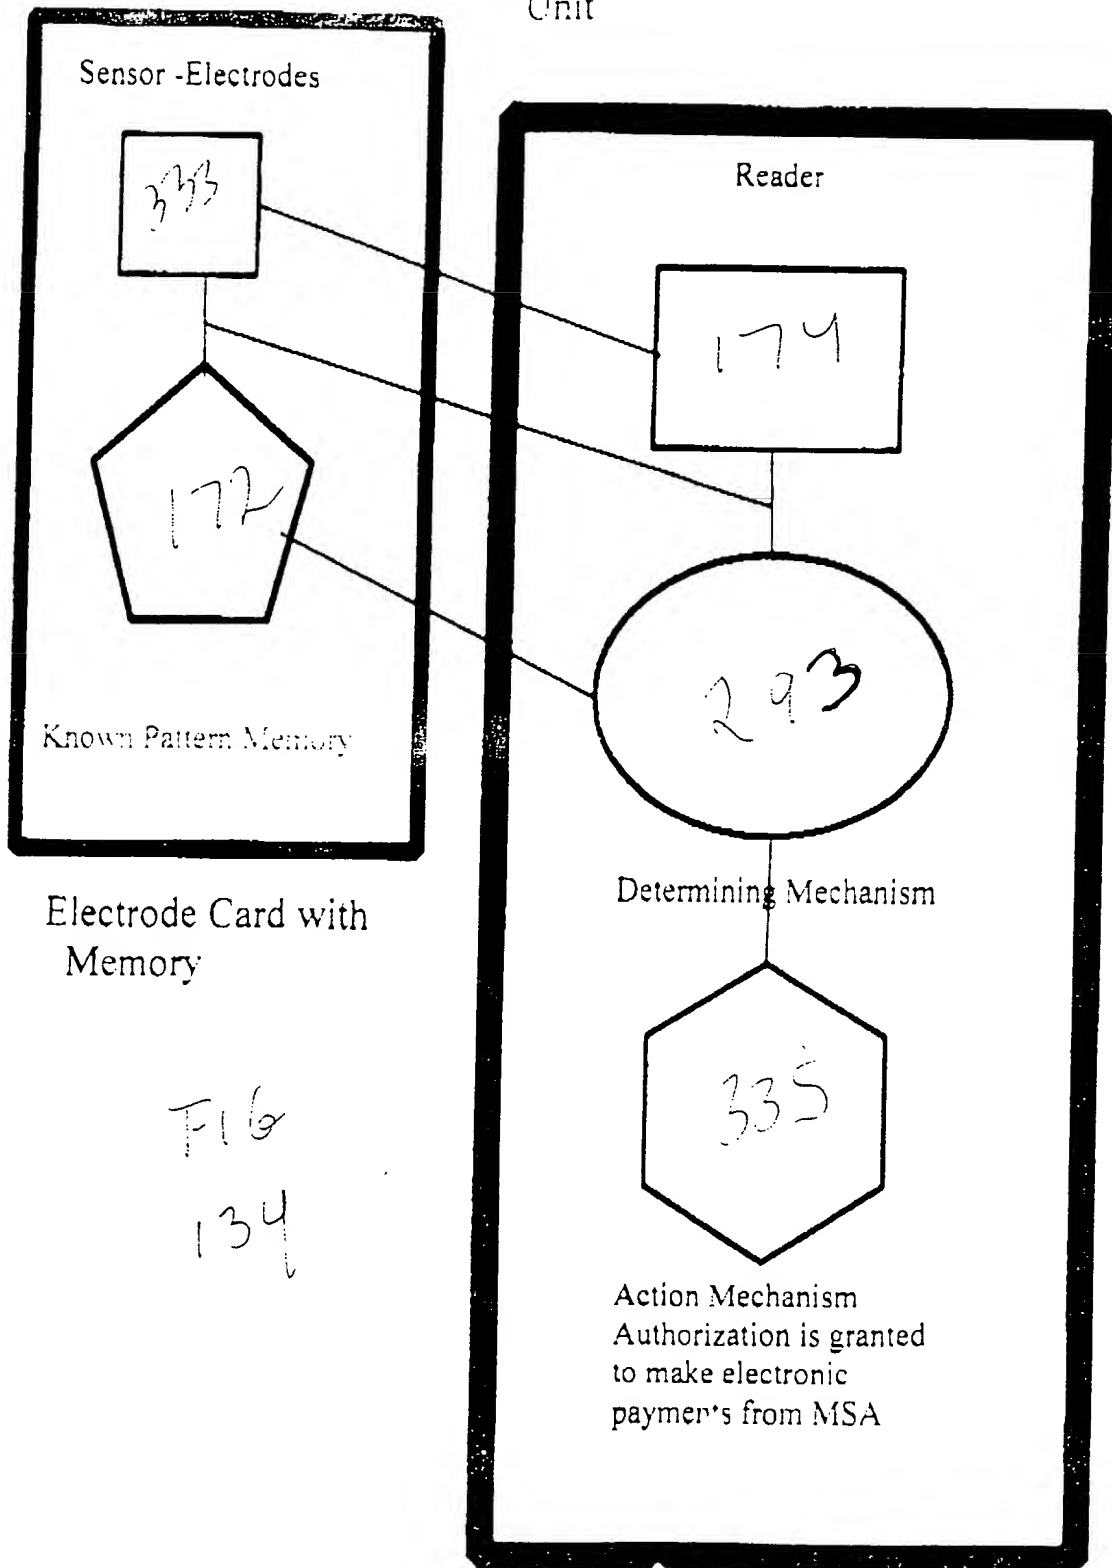 Unit
Sensor -Electrodes
333
172
Known Pattern Memory
Electrode Card with
Memory
FIG
134
Reader
174
293
Determining Mechanism
335
Action Mechanism
Authorization is granted
to make electronic
paymer's from MSA